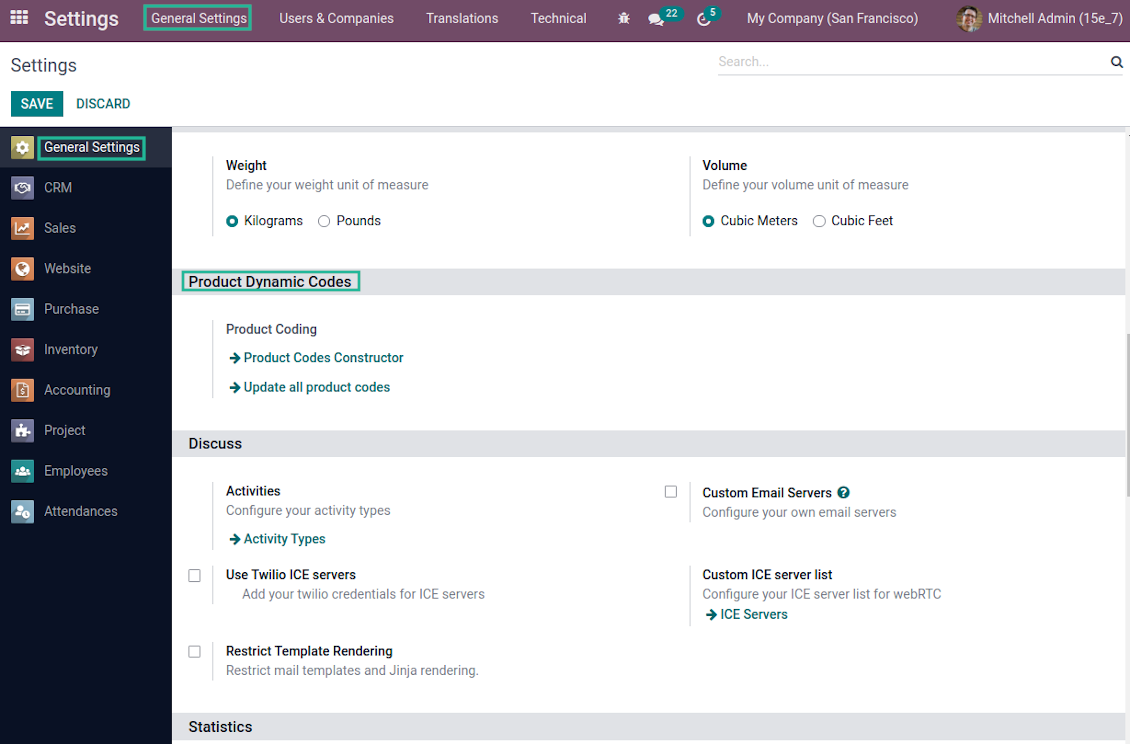 Settings General Settings Users & Companies Translations Technical 22 5 My Company (San Francisco) Mitchell Admin (15e_7)
Settings
Search...
SAVE DISCARD
General Settings
CRM
Sales
Website
Purchase
Inventory
Accounting
Project
Employees
Attendances
Weight
Define your weight unit of measure
Kilograms Pounds
Volume
Define your volume unit of measure
Cubic Meters Cubic Feet
Product Dynamic Codes
Product Coding
Product Codes Constructor
Update all product codes
Discuss
Activities
Configure your activity types
Activity Types
Custom Email Servers ?
Configure your own email servers
Use Twilio ICE servers
Add your twilio credentials for ICE servers
Custom ICE server list
Configure your ICE server list for webRTC
ICE Servers
Restrict Template Rendering
Restrict mail templates and Jinja rendering.
Statistics